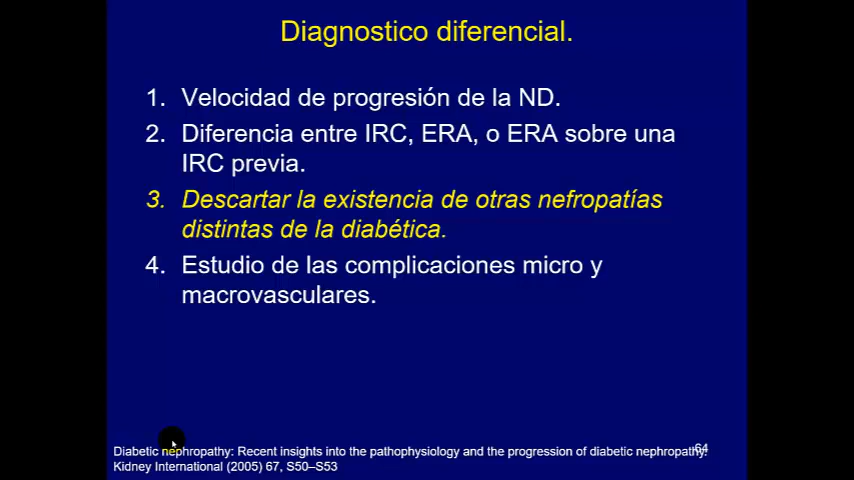 Diagnostico diferencial.
1. Velocidad de progresión de la ND.
2. Diferencia entre IRC, ERA, o ERA sobre una
IRC previa.
3. Descartar la existencia de otras nefropatías
distintas de la diabética.
4. Estudio de las complicaciones micro y
macrovasculares.
64
Diabetic nephropathy: Recent insights into the pathophysiology and the progression of diabetic nephropathy.
Kidney International (2005) 67, S50–S53